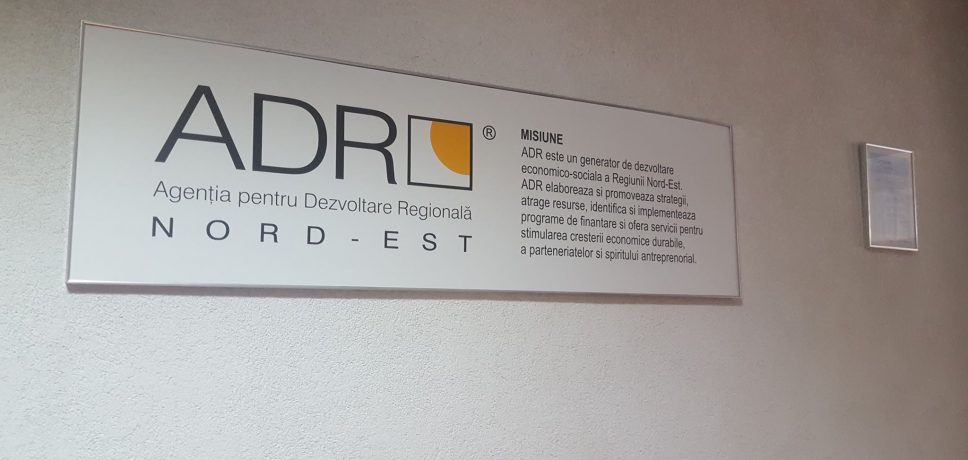 ADR ®
Agenția pentru Dezvoltare Regională
NORD-EST
MISIUNE
ADR este un generator de dezvoltare
economico-sociala a Regiunii Nord-Est.
ADR elaboreaza si promoveaza strategii,
atrage resurse, identifica si implementeaza
programe de finantare si ofera servicii pentru
stimularea cresterii economice durabile,
a parteneriatelor si spiritului antreprenorial.